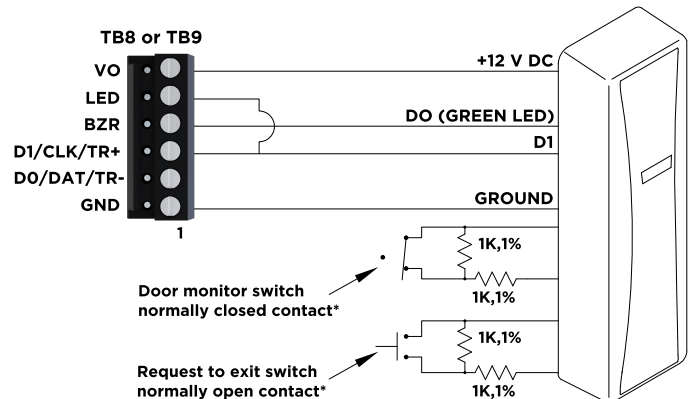 TB8 or TB9
VO
LED
BZR
D1/CLK/TR+
D0/DAT/TR-
GND
1
+12 V DC
DO (GREEN LED)
D1
GROUND
1K,1%
1K,1%
Door monitor switch
normally closed contact*
1K,1%
1K,1%
Request to exit switch
normally open contact*